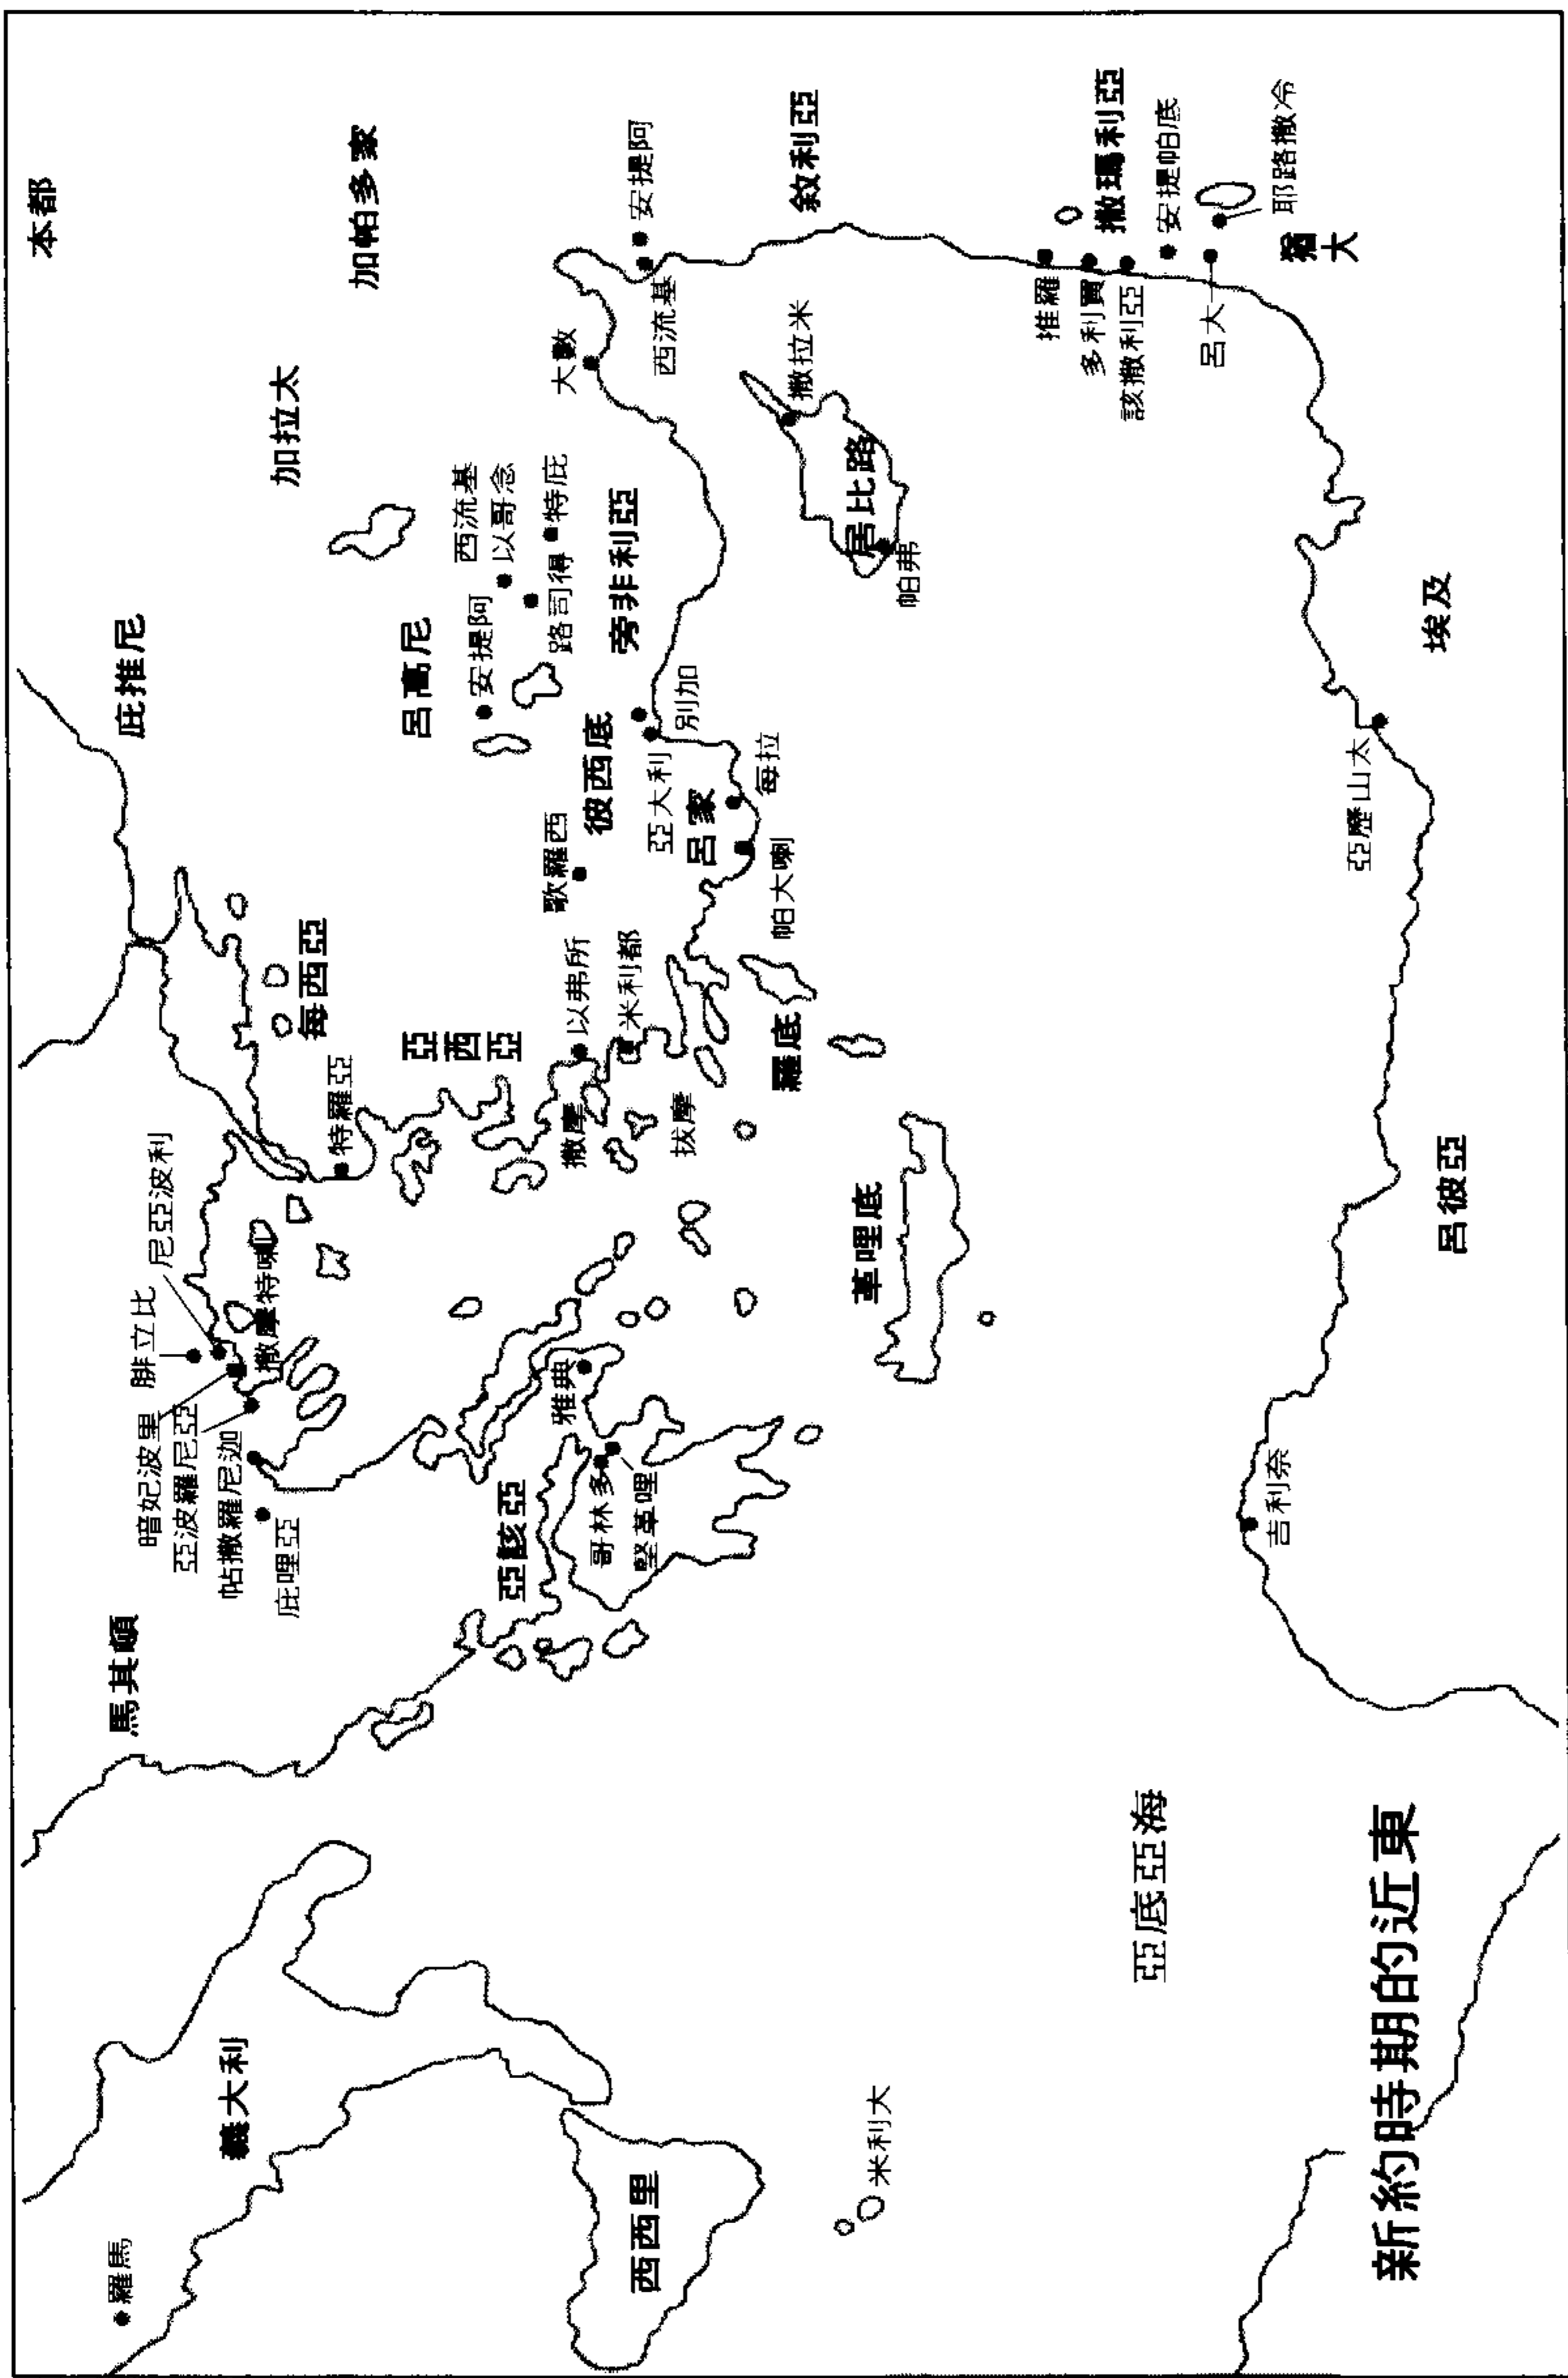 新約時期的近東
羅馬
義大利
西西里
米利大
亞底亞海
馬其頓
腓立比
尼亞波利
暗妃波里
亞波羅尼亞
帖撒羅尼迦
庇哩亞
撒摩特喇
亞該亞
雅典
哥林多
堅革哩
革哩底
吉利奈
呂彼亞
特羅亞
每西亞
亞西亞
以弗所
米利都
撒摩
拔摩
羅底
歌羅西
彼西底
亞大利
別加
呂家
每拉
帕大喇
庇推尼
呂高尼
安提阿
西流基
以哥念
路司得
特庇
旁非利亞
加拉太
本都
加帕多家
大數
安提阿
西流基
敘利亞
居比路
撒拉米
帕弗
推羅
多利買
該撒利亞
撒瑪利亞
安提帕底
呂大
耶路撒冷
猶大
埃及
亞歷山太